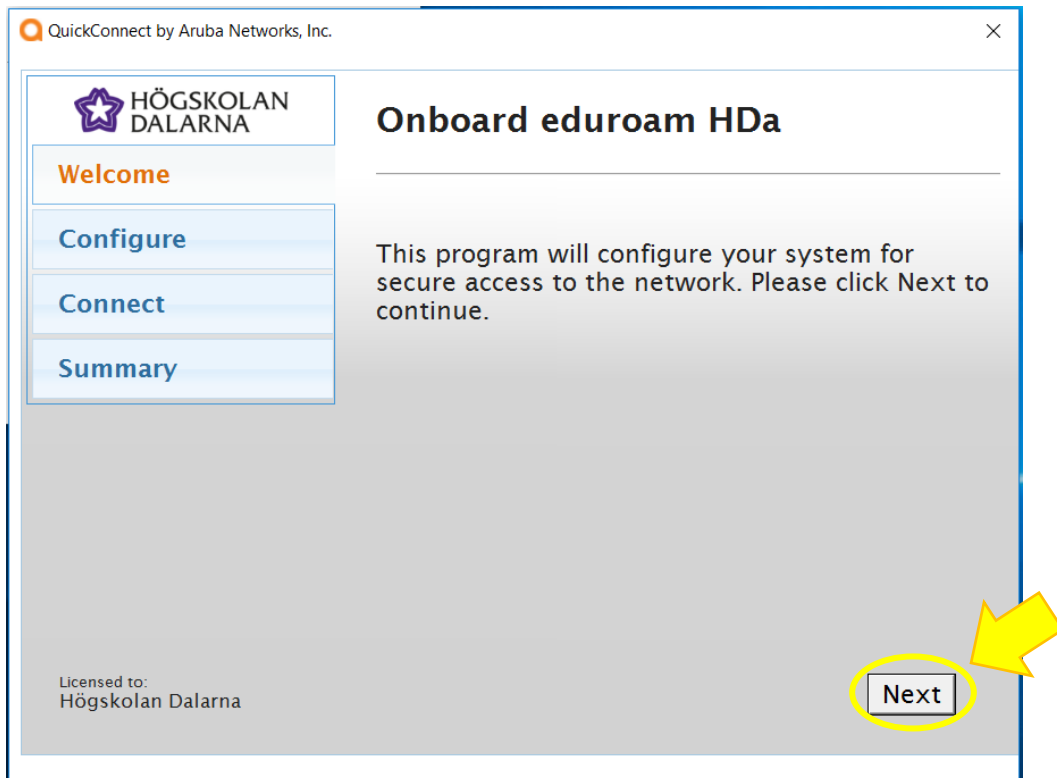 QuickConnect by Aruba Networks, Inc.
HÖGSKOLAN
DALARNA
Welcome
Configure
Connect
Summary
Onboard eduroam HDa
This program will configure your system for
secure access to the network. Please click Next to
continue.
Licensed to:
Högskolan Dalarna
Next